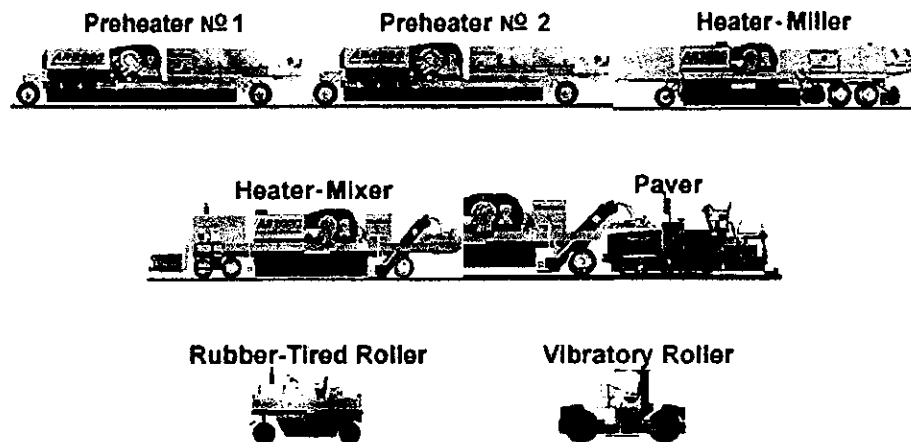 Preheater Nº 1
Preheater Nº 2
Heater-Miller
Heater-Mixer
Paver
Rubber-Tired Roller
Vibratory Roller